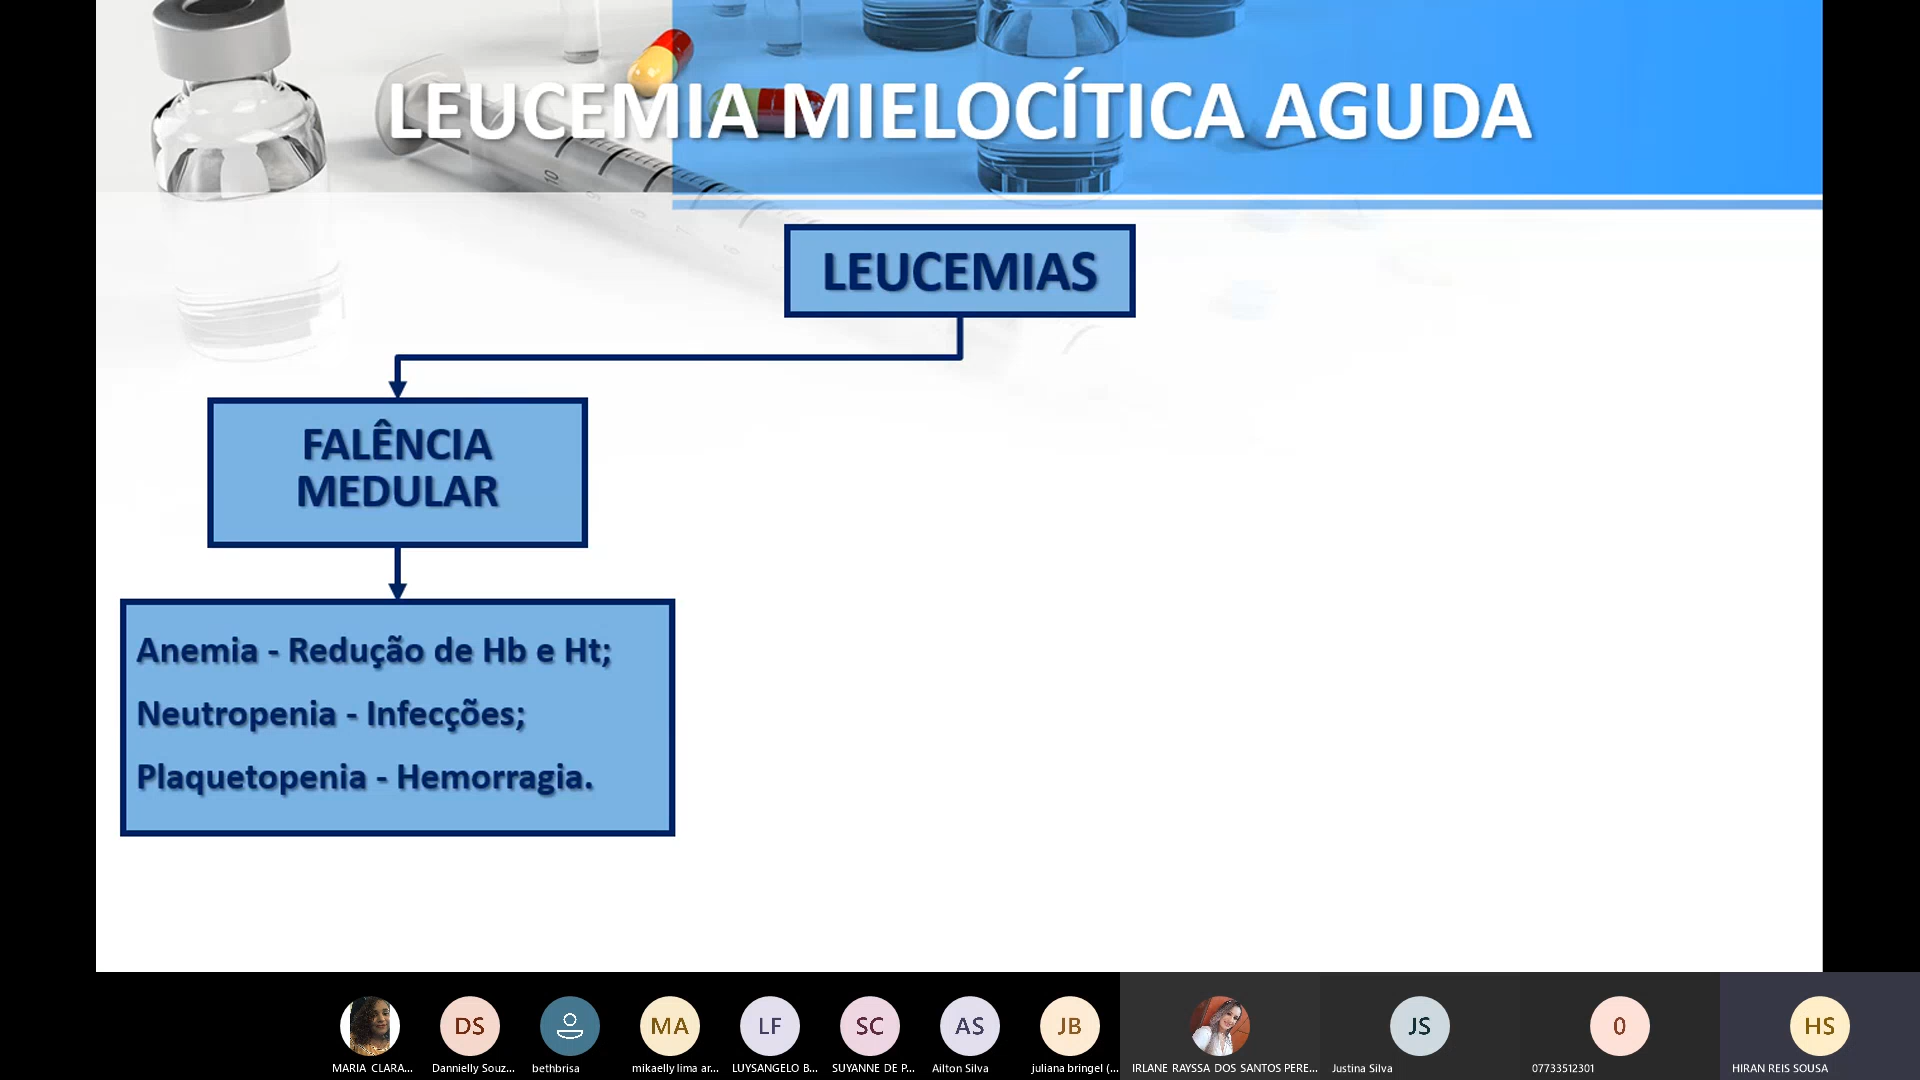 LEUCEMIA MIELOCÍTICA AGUDA
LEUCEMIAS
FALÊNCIA
MEDULAR
Anemia - Redução de Hb e Ht;
Neutropenia - Infecções;
Plaquetopenia - Hemorragia.
DS
MA
LF
SC
AS
JB
JS
0
HS
MARIA CLARA...
Dannielly Souz...
bethbrisa
mikaelly lima ar...
LUYSANGELO B...
SUYANNE DE P...
Ailton Silva
juliana bringel (...
IRLANE RAYSSA DOS SANTOS PERE...
Justina Silva
07733512301
HIRAN REIS SOUSA